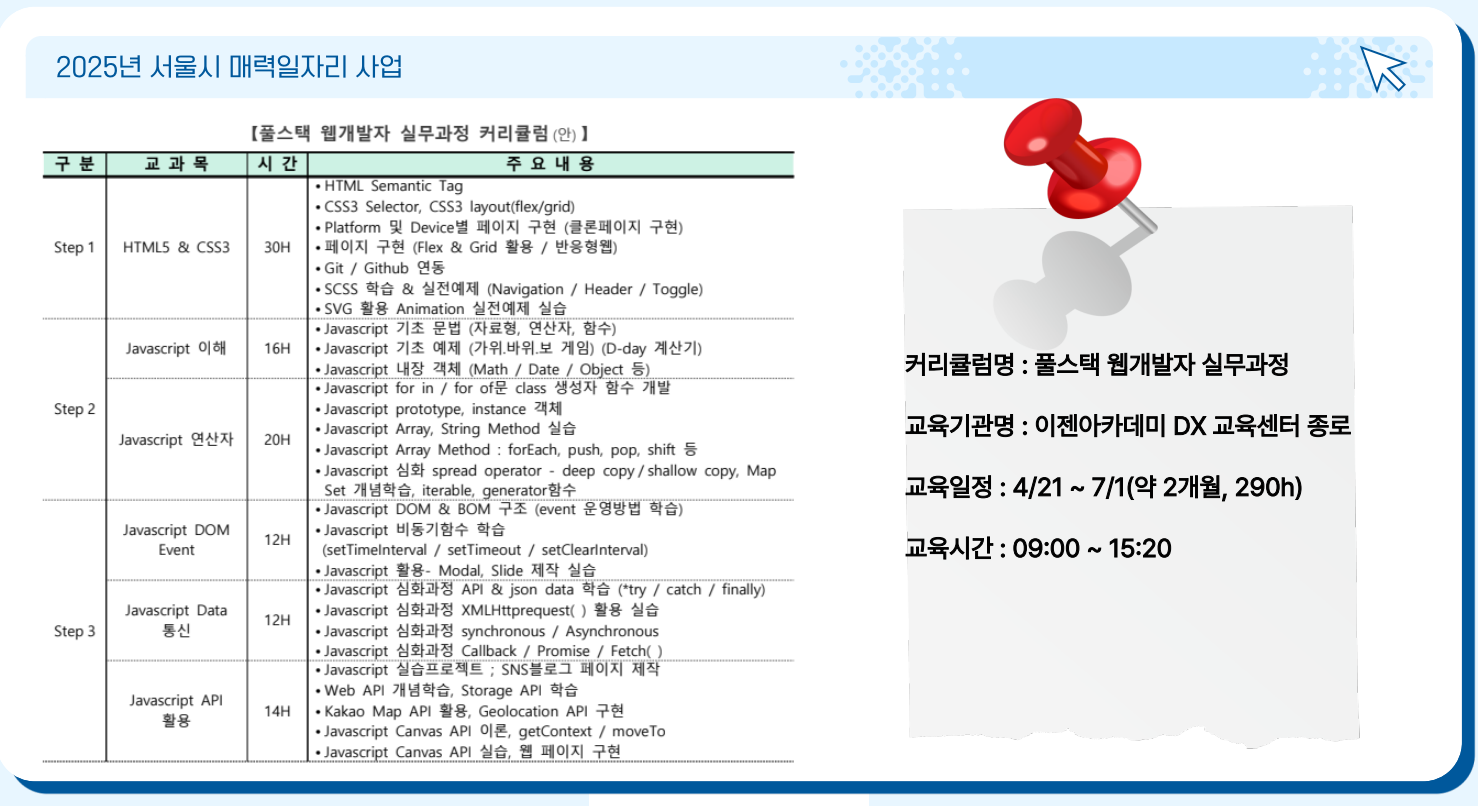 2025년 서울시 매력일자리 사업
【풀스택 웹개발자 실무과정 커리큘럼(안)】
구 분 교 과 목 시 간 주 요 내 용
Step 1 HTML5 & CSS3 30H
• HTML Semantic Tag
• CSS3 Selector, CSS3 layout(flex/grid)
• Platform 및 Device별 페이지 구현 (클론페이지 구현)
• 페이지 구현 (Flex & Grid 활용 / 반응형웹)
• Git / Github 연동
• SCSS 학습 & 실전예제 (Navigation / Header / Toggle)
• SVG 활용 Animation 실전예제 실습
Step 2
Javascript 이해 16H
• Javascript 기초 문법 (자료형, 연산자, 함수)
• Javascript 기초 예제 (가위.바위.보 게임) (D-day 계산기)
• Javascript 내장 객체 (Math / Date / Object 등)
Javascript 연산자 20H
• Javascript for in / for of문 class 생성자 함수 개발
• Javascript prototype, instance 객체
• Javascript Array, String Method 실습
• Javascript Array Method : forEach, push, pop, shift 등
• Javascript 심화 spread operator - deep copy / shallow copy, Map
Set 개념학습, iterable, generator함수
Step 3
Javascript DOM
Event
12H
• Javascript DOM & BOM 구조 (event 운영방법 학습)
• Javascript 비동기함수 학습
(setTimeInterval / setTimeout / setClearInterval)
• Javascript 활용- Modal, Slide 제작 실습
Javascript Data
통신
12H
• Javascript 심화과정 API & json data 학습 (*try / catch / finally)
• Javascript 심화과정 XMLHttprequest( ) 활용 실습
• Javascript 심화과정 synchronous / Asynchronous
• Javascript 심화과정 Callback / Promise / Fetch( )
Javascript API
활용
14H
• Javascript 실습프로젝트 ; SNS블로그 페이지 제작
• Web API 개념학습, Storage API 학습
• Kakao Map API 활용, Geolocation API 구현
• Javascript Canvas API 이론, getContext / moveTo
• Javascript Canvas API 실습, 웹 페이지 구현
커리큘럼명 : 풀스택 웹개발자 실무과정
교육기관명 : 이젠아카데미 DX 교육센터 종로
교육일정 : 4/21 ~ 7/1(약 2개월, 290h)
교육시간 : 09:00 ~ 15:20